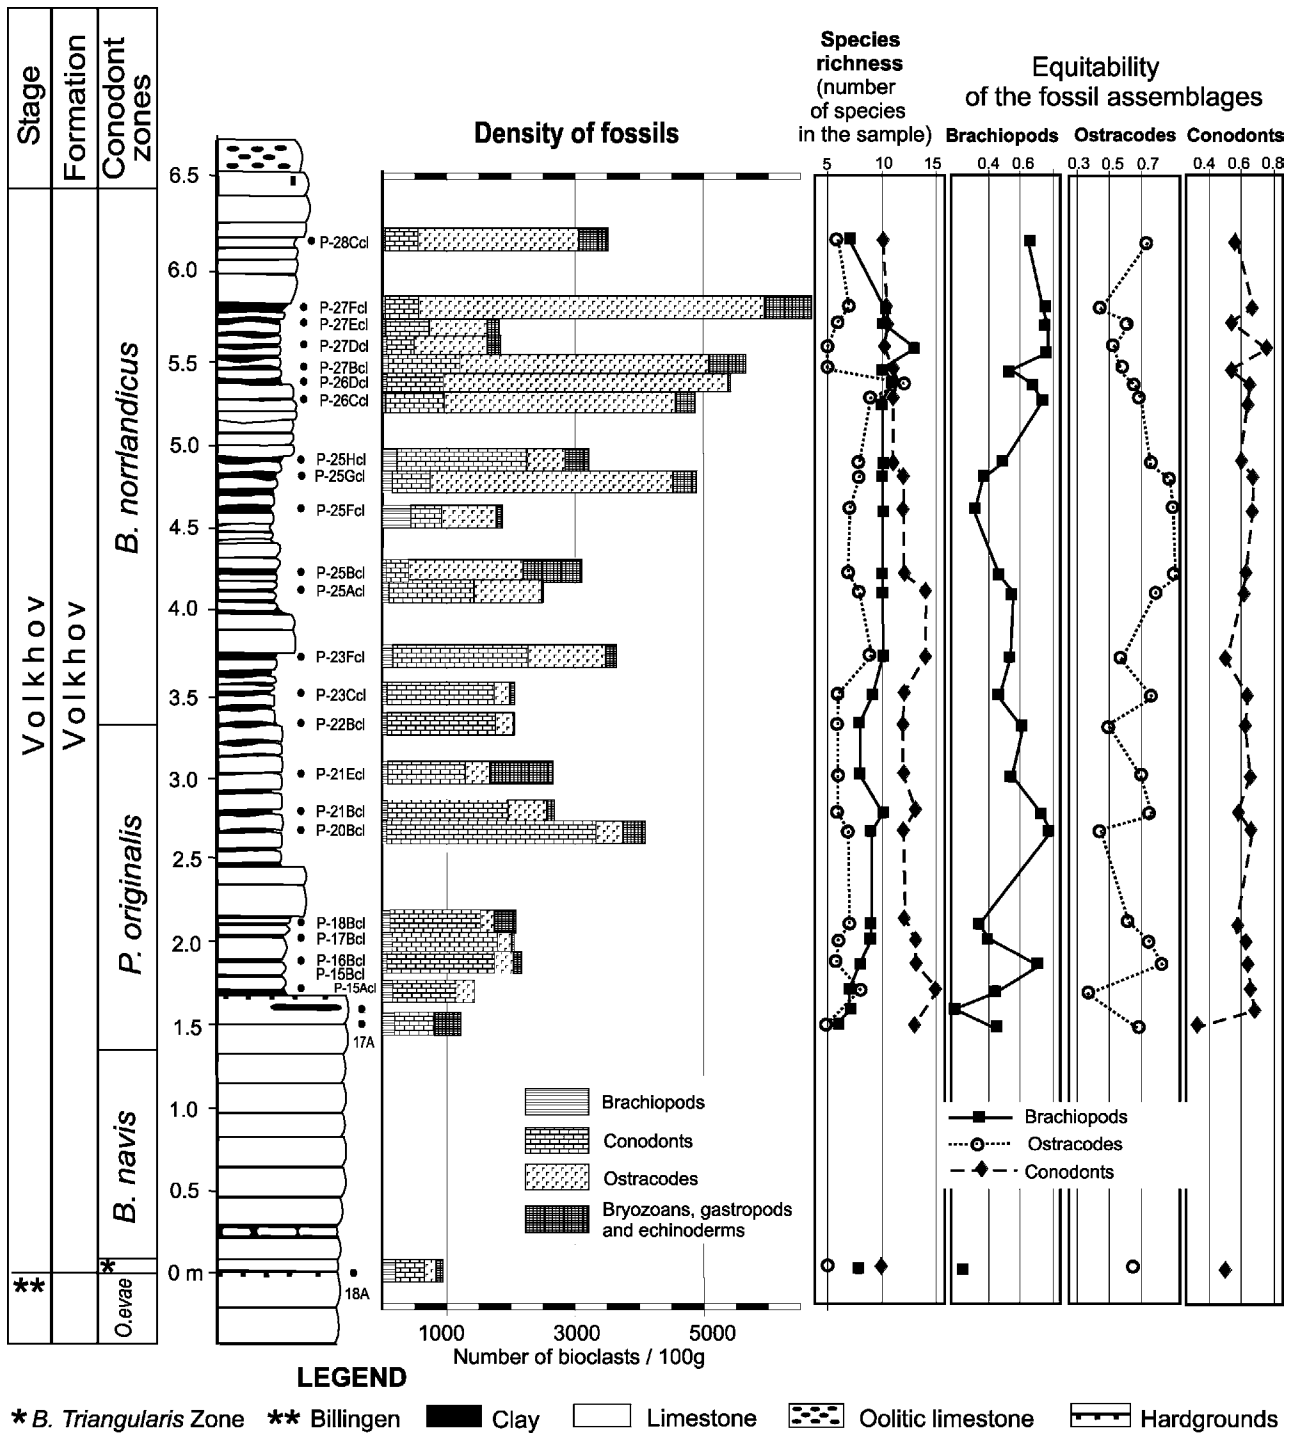 Stage
Formation
Conodont
zones
Density of fossils
Species
richness
(number
of species
in the sample)
Equitability
of the fossil assemblages
Brachiopods
Ostracodes
Conodonts
5 10 15
0.4 0.6
0.3 0.5 0.7
0.4 0.6 0.8
Volkhov
Volkhov
B. norrlandicus
P. originalis
B. navis
*
O.evae
**
6.5
6.0
5.5
5.0
4.5
4.0
3.5
3.0
2.5
2.0
1.5
1.0
0.5
0 m
P-28Ccl
P-27Fcl
P-27Ecl
P-27Dcl
P-27Bcl
P-26Dcl
P-26Ccl
P-25Hcl
P-25Gcl
P-25Fcl
P-25Bcl
P-25Acl
P-23Fcl
P-23Ccl
P-22Bcl
P-21Ecl
P-21Bcl
P-20Bcl
P-18Bcl
P-17Bcl
P-16Bcl
P-15Bcl
P-15Acl
17A
18A
Brachiopods
Conodonts
Ostracodes
Bryozoans, gastropods
and echinoderms
Brachiopods
Ostracodes
Conodonts
1000 3000 5000
Number of bioclasts / 100g
LEGEND
* B. Triangularis Zone ** Billingen Clay Limestone Oolitic limestone Hardgrounds